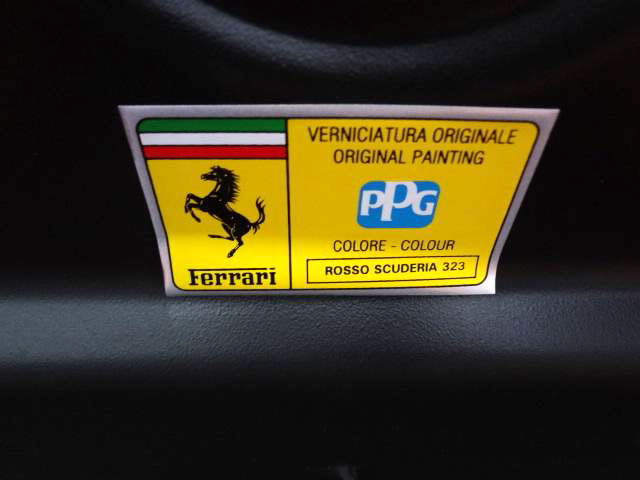 VERNICIATURA ORIGINALE
ORIGINAL PAINTING
PPG
COLORE - COLOUR
ROSSO SCUDERIA 323
Ferrari